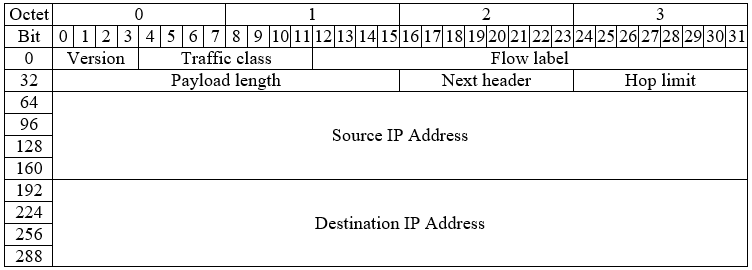 Octet 0 1 2 3
Bit 0 1 2 3 4 5 6 7 8 9 10 11 12 13 14 15 16 17 18 19 20 21 22 23 24 25 26 27 28 29 30 31
0 Version Traffic class Flow label
32 Payload length Next header Hop limit
64
96
Source IP Address
128
160
192
224
Destination IP Address
256
288